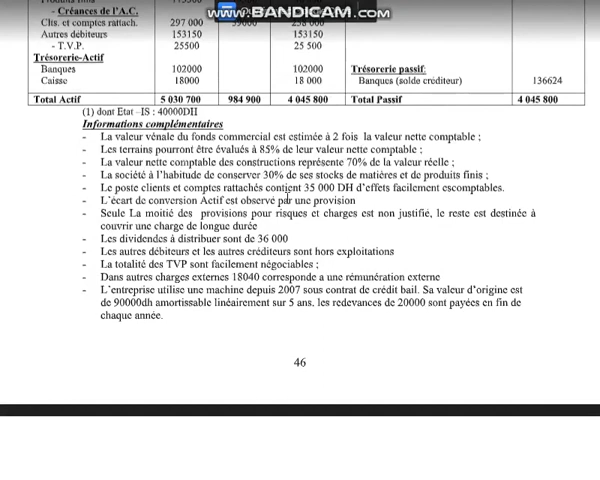 www.BANDICAM.com
- Créances de l'A.C.
Clts. et comptes rattach. 297 000 258 000
Autres débiteurs 153150 153150
- T.V.P. 25500 25 500
Trésorerie-Actif
Banques 102000 102000 Trésorerie passif:
Caisse 18000 18 000 Banques (solde créditeur) 136624
Total Actif 5 030 700 984 900 4 045 800 Total Passif 4 045 800
(1) dont Etat –IS : 40000DH
Informations complémentaires
- La valeur vénale du fonds commercial est estimée à 2 fois la valeur nette comptable ;
- Les terrains pourront être évalués à 85% de leur valeur nette comptable ;
- La valeur nette comptable des constructions représente 70% de la valeur réelle ;
- La société à l'habitude de conserver 30% de ses stocks de matières et de produits finis ;
- Le poste clients et comptes rattachés contient 35 000 DH d'effets facilement escomptables.
- L'écart de conversion Actif est observé par une provision
- Seule La moitié des provisions pour risques et charges est non justifié, le reste est destinée à
couvrir une charge de longue durée
- Les dividendes à distribuer sont de 36 000
- Les autres débiteurs et les autres créditeurs sont hors exploitations
- La totalité des TVP sont facilement négociables ;
- Dans autres charges externes 18040 corresponde a une rémunération externe
- L'entreprise utilise une machine depuis 2007 sous contrat de crédit bail. Sa valeur d'origine est
de 90000dh amortissable linéairement sur 5 ans. les redevances de 20000 sont payées en fin de
chaque année.
46